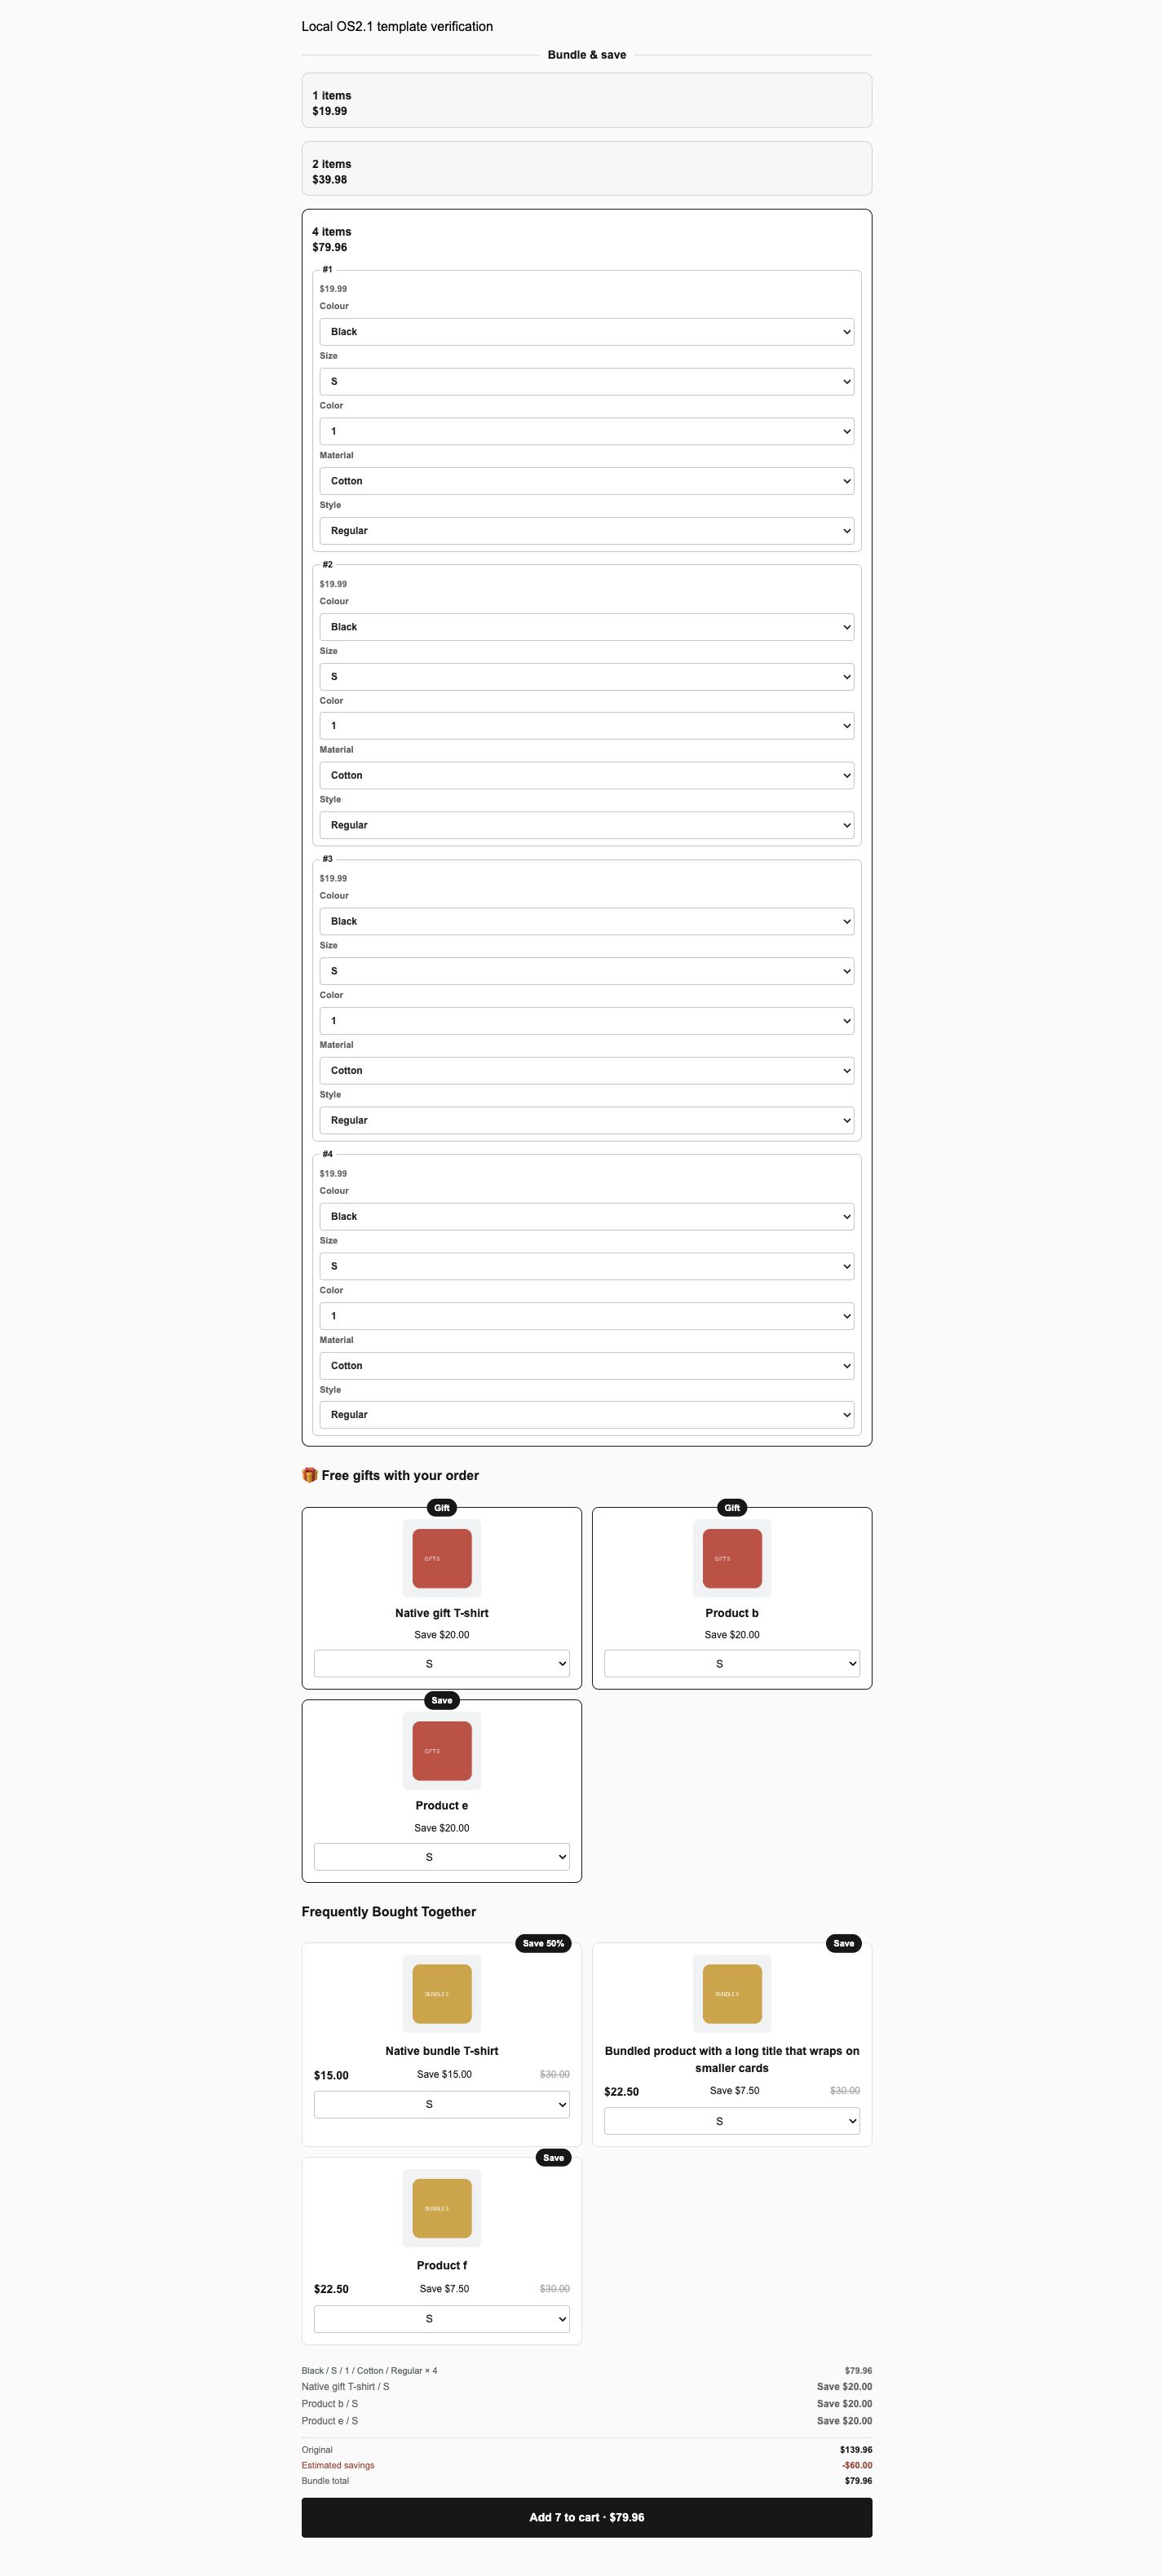 Local OS2.1 template verification
Bundle & save
1 items
$19.99
2 items
$39.98
4 items
$79.96
#1
$19.99
Colour
Black
Size
S
Color
1
Material
Cotton
Style
Regular
#2
$19.99
Colour
Black
Size
S
Color
1
Material
Cotton
Style
Regular
#3
$19.99
Colour
Black
Size
S
Color
1
Material
Cotton
Style
Regular
#4
$19.99
Colour
Black
Size
S
Color
1
Material
Cotton
Style
Regular
🎁 Free gifts with your order
Gift
GIFTS
Native gift T-shirt
Save $20.00
S
Gift
GIFTS
Product b
Save $20.00
S
Save
GIFTS
Product e
Save $20.00
S
Frequently Bought Together
Save 50%
BUNDLES
Native bundle T-shirt
$15.00 Save $15.00 $30.00
S
Save
BUNDLES
Bundled product with a long title that wraps on
smaller cards
$22.50 Save $7.50 $30.00
S
Save
BUNDLES
Product f
$22.50 Save $7.50 $30.00
S
Black / S / 1 / Cotton / Regular × 4 $79.96
Native gift T-shirt / S Save $20.00
Product b / S Save $20.00
Product e / S Save $20.00
Original $139.96
Estimated savings -$60.00
Bundle total $79.96
Add 7 to cart · $79.96